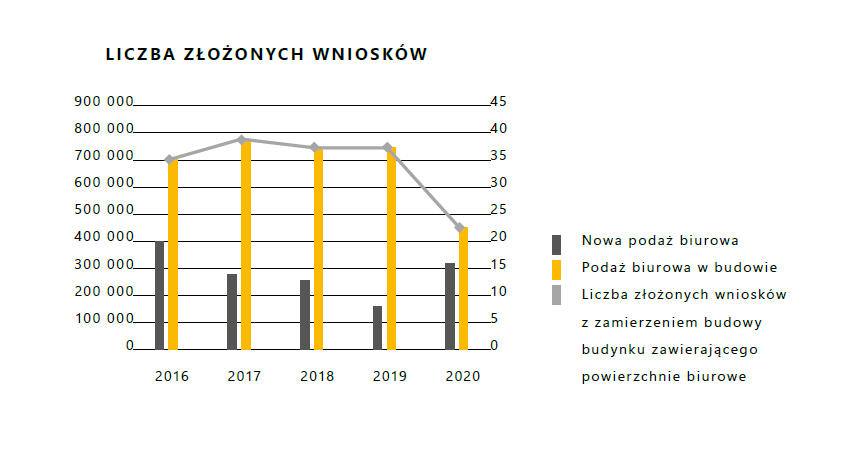 LICZBA ZŁOŻONYCH WNIOSKÓW
900 000 45
800 000 40
700 000 35
600 000 30
500 000 25
400 000 20
300 000 15
200 000 10
100 000 5
0 0
2016 2017 2018 2019 2020
Nowa podaż biurowa
Podaż biurowa w budowie
Liczba złożonych wniosków
z zamierzeniem budowy
budynku zawierającego
powierzchnie biurowe